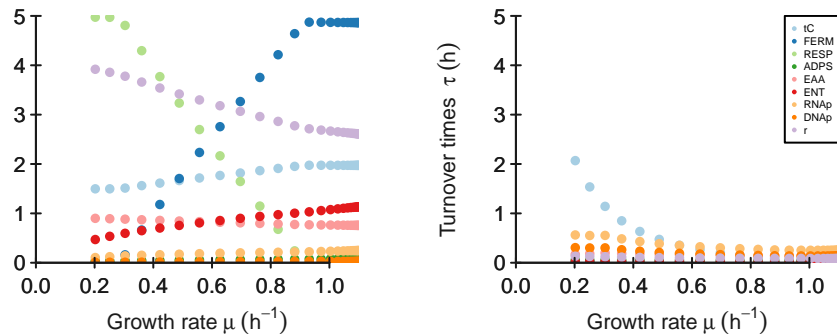 5
4
3
2
1
0
0.0
0.2
0.4
0.6
0.8
1.0
Growth rate μ (h⁻¹)
Turnover times τ (h)
5
4
3
2
1
0
0.0
0.2
0.4
0.6
0.8
1.0
Growth rate μ (h⁻¹)
tC
FERM
RESP
ADPS
EAA
ENT
RNAp
DNAp
r